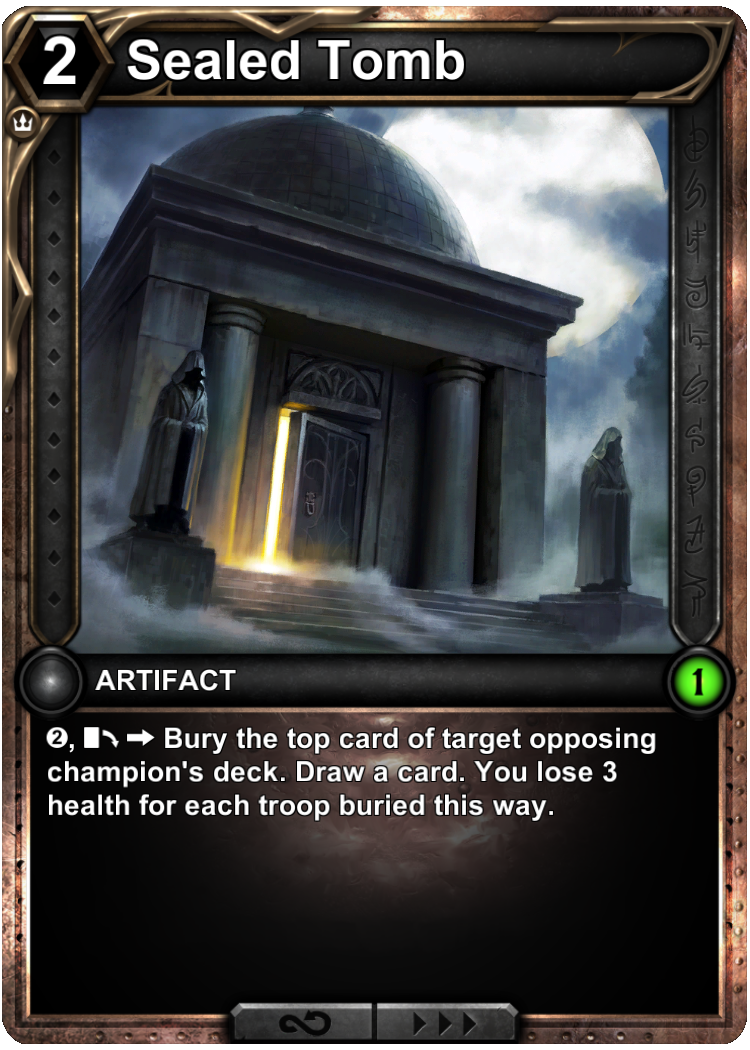 2 Sealed Tomb
ARTIFACT
1
❷, ➡ Bury the top card of target opposing
champion's deck. Draw a card. You lose 3
health for each troop buried this way.